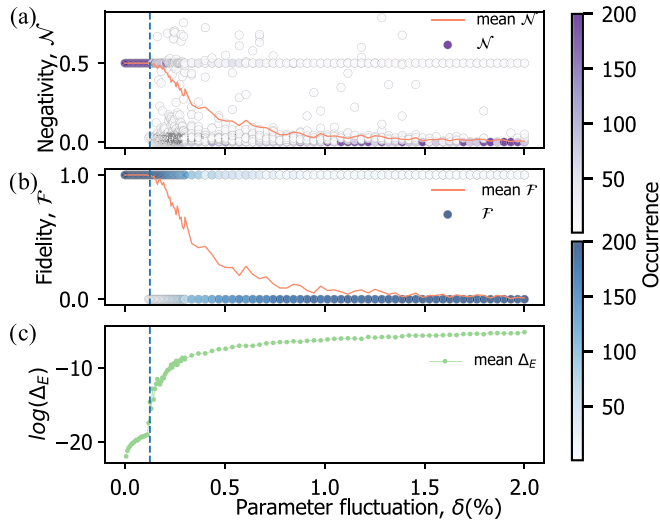 (a)
Negativity, 𝒩
0.5
0.0
mean 𝒩
𝒩
(b)
Fidelity, ℱ
1.0
0.0
mean ℱ
ℱ
(c)
log(Δ_E)
−10
−20
mean Δ_E
0.0 0.5 1.0 1.5 2.0
Parameter fluctuation, δ(%)
200
150
100
50
200
150
100
50
Occurrence